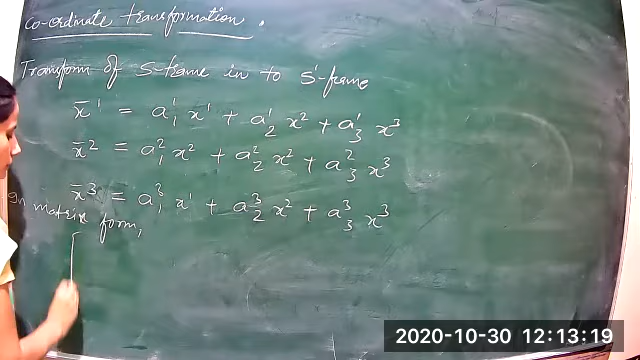 Co-ordinate transformation.
Transform of S-frame in to S'-frame
x̄¹ = a¹₁ x¹ + a¹₂ x² + a¹₃ x³
x̄² = a²₁ x² + a²₂ x² + a²₃ x³
x̄³ = a³₁ x¹ + a³₂ x² + a³₃ x³
In matrix form,
[
2020-10-30 12:13:19